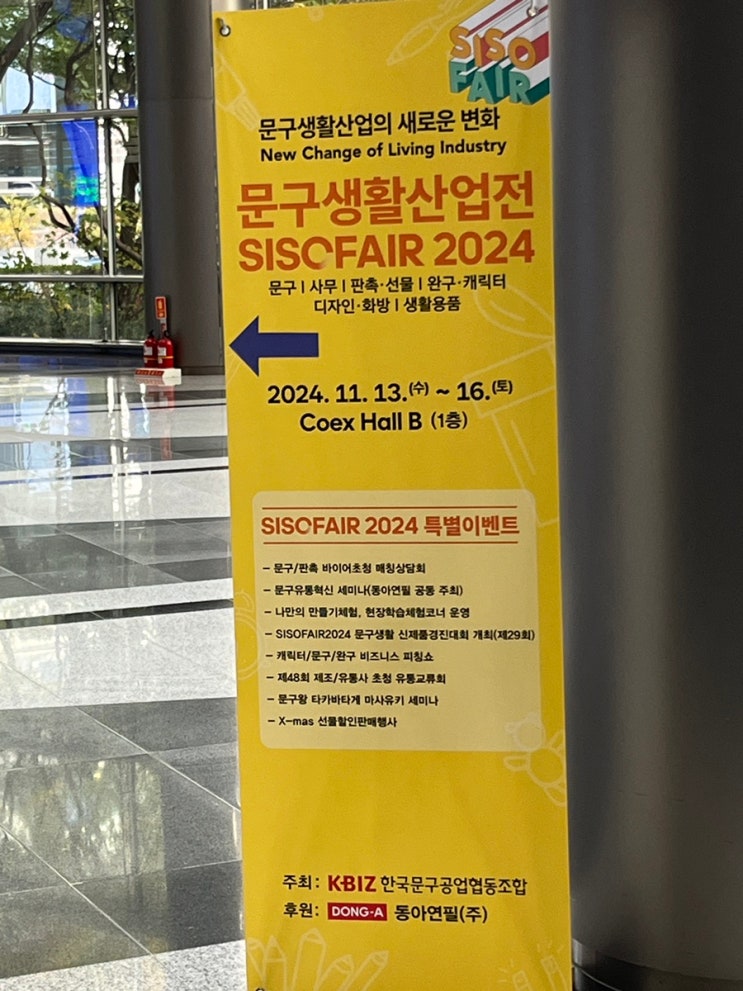 SISO
FAIR
문구생활산업의 새로운 변화
New Change of Living Industry
문구생활산업전
SISOFAIR 2024
문구 | 사무 | 판촉·선물 | 완구·캐릭터
디자인·화방 | 생활용품
2024. 11. 13.(수) ~ 16.(토)
Coex Hall B (1층)
SISOFAIR 2024 특별이벤트
- 문구/판촉 바이어초청 매칭상담회
- 문구유통혁신 세미나(동아연필 공동 주최)
- 나만의 만들기체험, 현장학습체험코너 운영
- SISOFAIR2024 문구생활 신제품경진대회 개최(제29회)
- 캐릭터/문구/완구 비즈니스 피칭쇼
- 제48회 제조/유통사 초청 유통교류회
- 문구왕 타카바타게 마사유키 세미나
- X-mas 선물할인판매행사
주최: K-BIZ 한국문구공업협동조합
후원: DONG-A 동아연필(주)